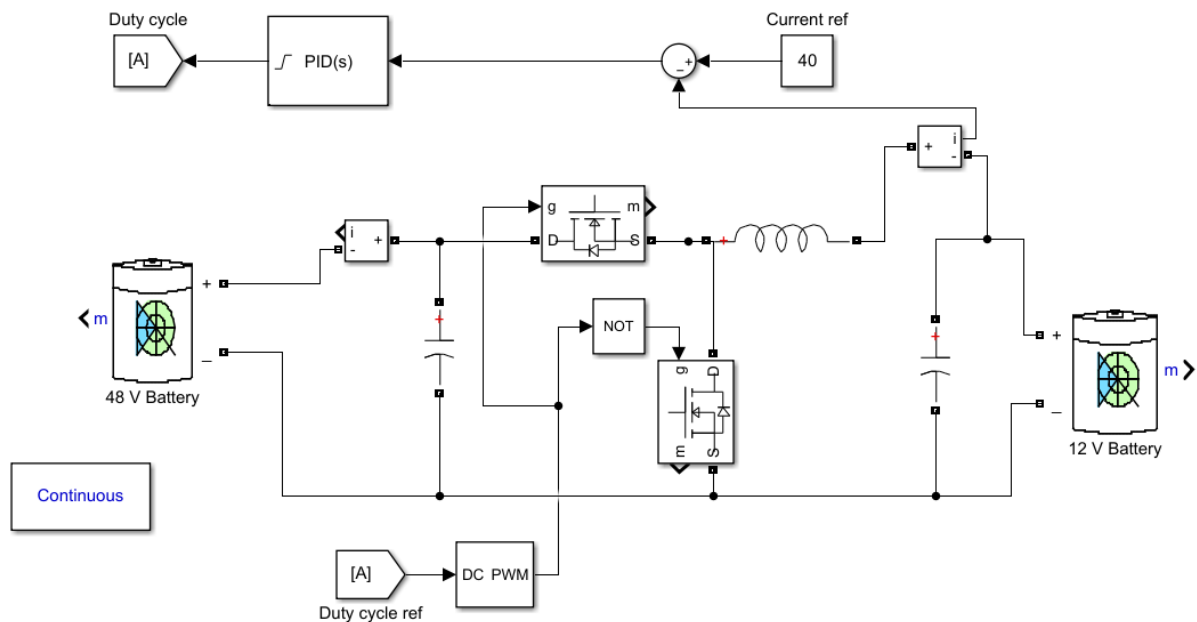 Duty cycle
Current ref
[A]
PID(s)
+
−
40
i
+
-
g
m
D
S
+
i
+
-
+
m
−
48 V Battery
+
NOT
g
D
m
S
+
+
m
−
12 V Battery
Continuous
[A]
DC PWM
Duty cycle ref